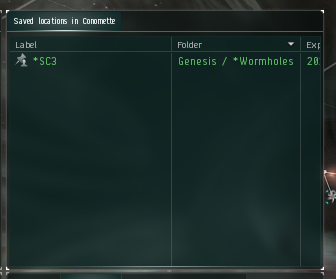 Saved locations in Conomette
Label Folder Exp
*SC3 Genesis / *Wormholes 20